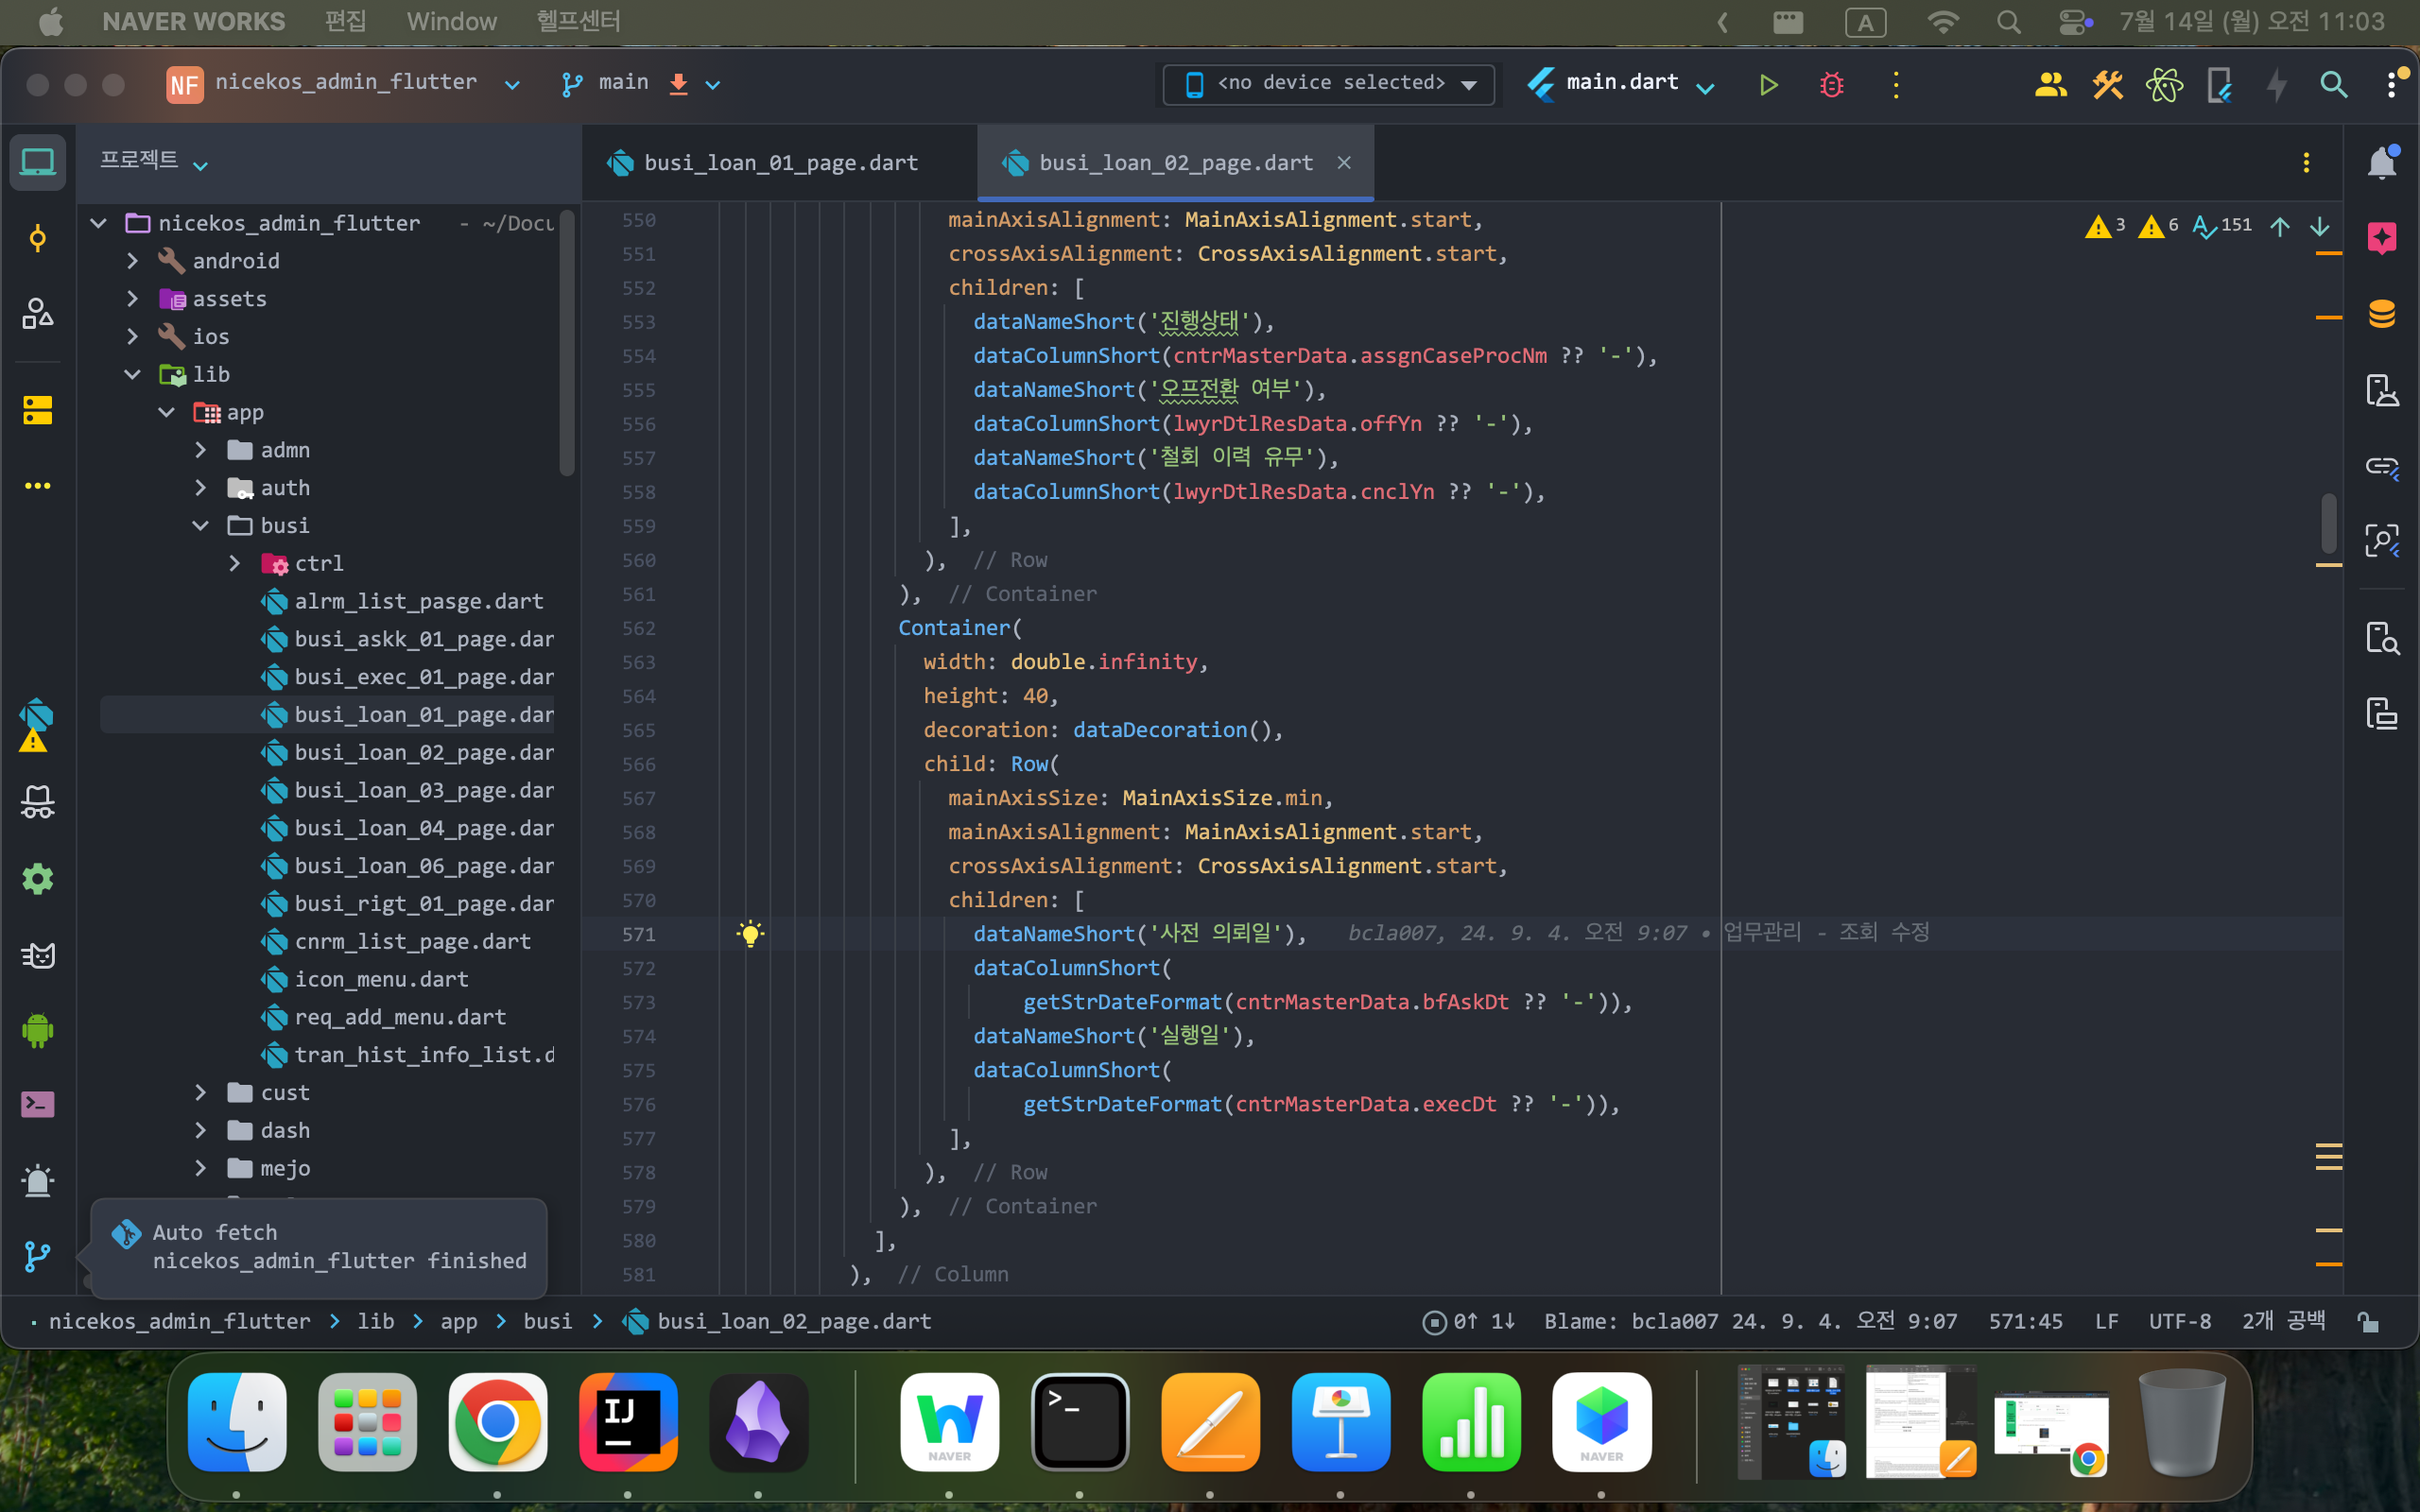 NAVER WORKS 편집 Window 헬프센터 A 7월 14일 (월) 오전 11:03
NF nicekos_admin_flutter main <no device selected> main.dart
프로젝트
busi_loan_01_page.dart busi_loan_02_page.dart
nicekos_admin_flutter - ~/Docu
android
assets
ios
lib
app
admn
auth
busi
ctrl
alrm_list_pasge.dart
busi_askk_01_page.dar
busi_exec_01_page.dar
busi_loan_01_page.dar
busi_loan_02_page.dar
busi_loan_03_page.dar
busi_loan_04_page.dar
busi_loan_06_page.dar
busi_rigt_01_page.dar
cnrm_list_page.dart
icon_menu.dart
req_add_menu.dart
tran_hist_info_list.d
cust
dash
mejo
Auto fetch
nicekos_admin_flutter finished
3 6 151
550 mainAxisAlignment: MainAxisAlignment.start,
551 crossAxisAlignment: CrossAxisAlignment.start,
552 children: [
553 dataNameShort('진행상태'),
554 dataColumnShort(cntrMasterData.assgnCaseProcNm ?? '-'),
555 dataNameShort('오프전환 여부'),
556 dataColumnShort(lwyrDtlResData.offYn ?? '-'),
557 dataNameShort('철회 이력 유무'),
558 dataColumnShort(lwyrDtlResData.cnclYn ?? '-'),
559 ],
560 ), // Row
561 ), // Container
562 Container(
563 width: double.infinity,
564 height: 40,
565 decoration: dataDecoration(),
566 child: Row(
567 mainAxisSize: MainAxisSize.min,
568 mainAxisAlignment: MainAxisAlignment.start,
569 crossAxisAlignment: CrossAxisAlignment.start,
570 children: [
571 dataNameShort('사전 의뢰일'), bcla007, 24. 9. 4. 오전 9:07 • 업무관리 - 조회 수정
572 dataColumnShort(
573 getStrDateFormat(cntrMasterData.bfAskDt ?? '-')),
574 dataNameShort('실행일'),
575 dataColumnShort(
576 getStrDateFormat(cntrMasterData.execDt ?? '-')),
577 ],
578 ), // Row
579 ), // Container
580 ],
581 ), // Column
nicekos_admin_flutter > lib > app > busi > busi_loan_02_page.dart 0↑ 1↓ Blame: bcla007 24. 9. 4. 오전 9:07 571:45 LF UTF-8 2개 공백
IJ NAVER >_ NAVER